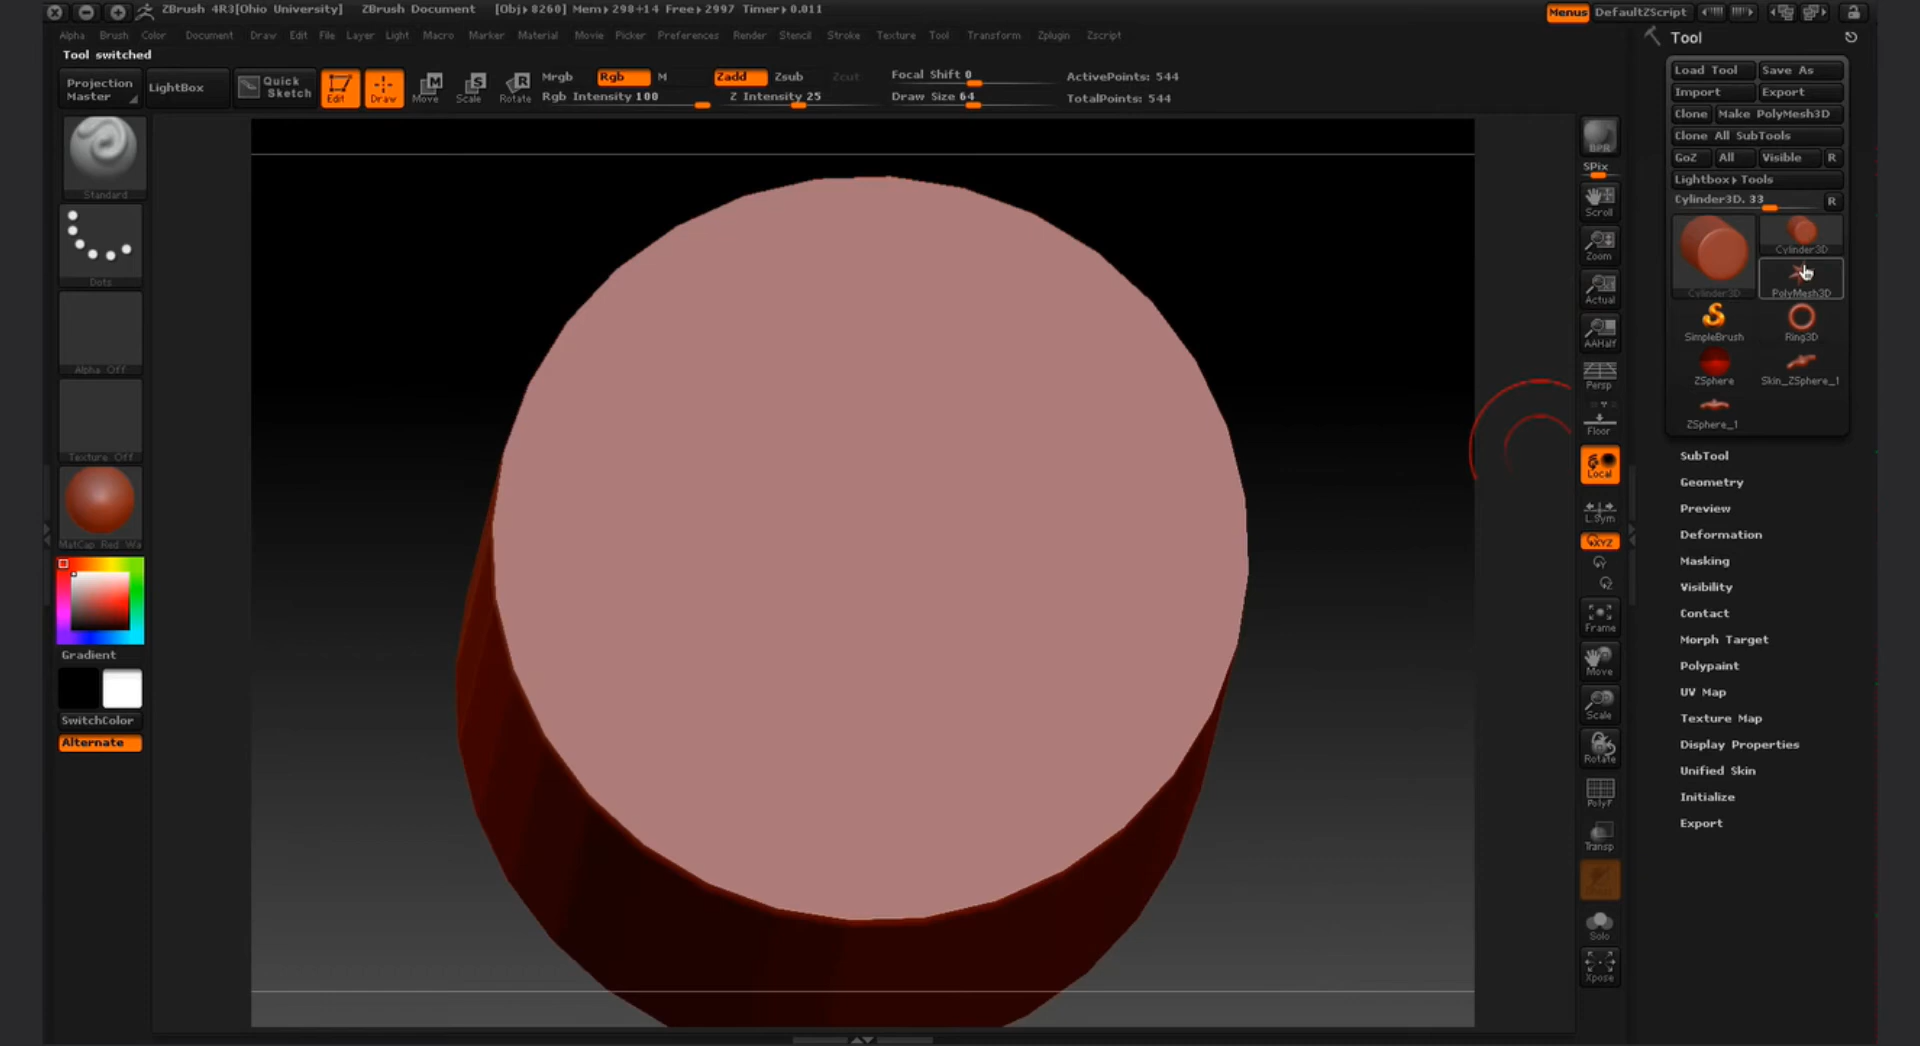 ZBrush 4R3[Ohio University] ZBrush Document [Obj▸8260] Mem▸298+14 Free▸2997 Timer▸0.011
Menus DefaultZScript
Alpha Brush Color Document Draw Edit File Layer Light Macro Marker Material Movie Picker Preferences Render Stencil Stroke Texture Tool Transform Zplugin Zscript
Tool switched
Projection Master
LightBox
Quick Sketch
Edit
Draw
Move
Scale
Rotate
Mrgb Rgb M
Rgb Intensity 100
Zadd Zsub Zcut
Z Intensity 25
Focal Shift 0
Draw Size 64
ActivePoints: 544
TotalPoints: 544
Standard
Dots
Alpha Off
Texture Off
MatCap Red Wa
Gradient
SwitchColor
Alternate
BPR
SPix
Scroll
Zoom
Actual
AAHalf
Persp
Floor
Local
L.Sym
XYZ
Frame
Move
Scale
Rotate
PolyF
Transp
Solo
Xpose
Tool
Load Tool Save As
Import Export
Clone Make PolyMesh3D
Clone All SubTools
GoZ All Visible R
Lightbox▸Tools
Cylinder3D. 33 R
Cylinder3D
Cylinder3D
PolyMesh3D
SimpleBrush
Ring3D
ZSphere
Skin_ZSphere_1
ZSphere_1
SubTool
Geometry
Preview
Deformation
Masking
Visibility
Contact
Morph Target
Polypaint
UV Map
Texture Map
Display Properties
Unified Skin
Initialize
Export